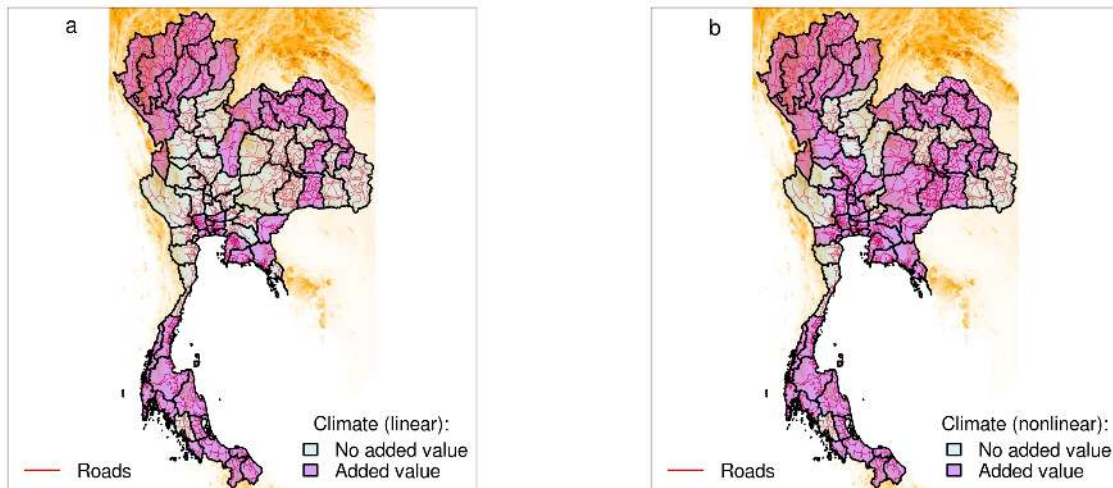 a
Climate (linear):
No added value
Roads
Added value
b
Climate (nonlinear):
No added value
Roads
Added value